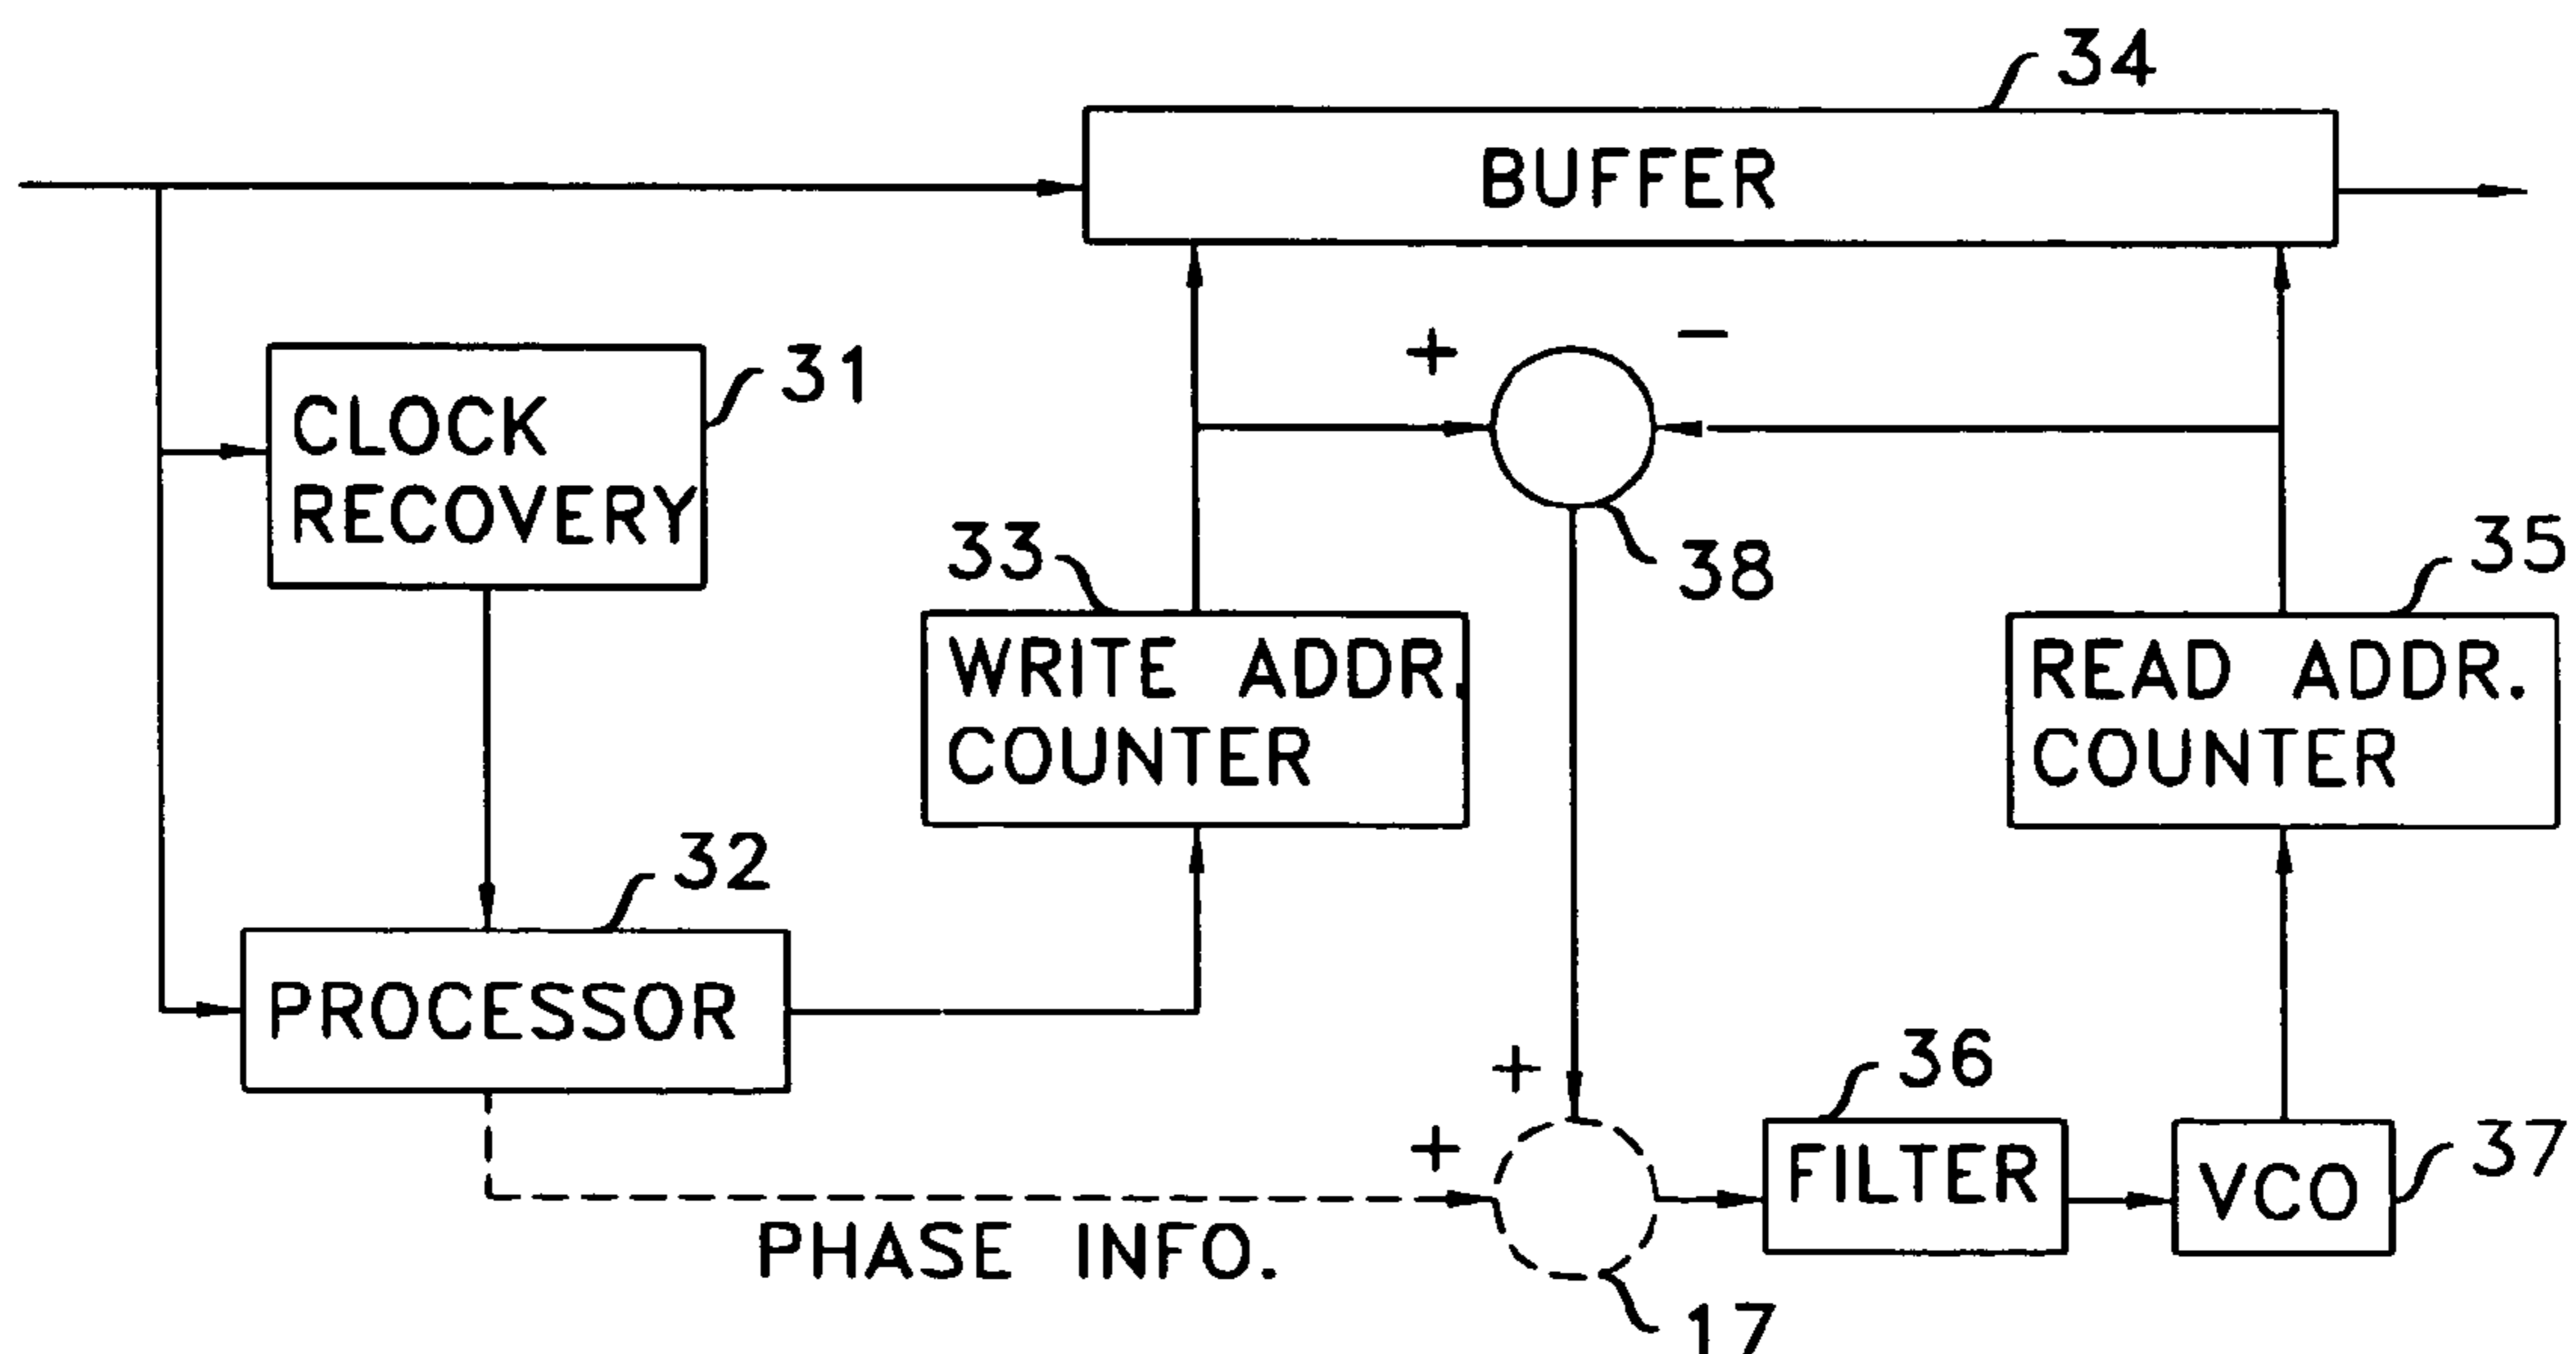 34
BUFFER
+
−
31
CLOCK
RECOVERY
38
33
WRITE ADDR.
COUNTER
35
READ ADDR.
COUNTER
32
PROCESSOR
+
+
PHASE INFO.
17
36
FILTER
VCO
37